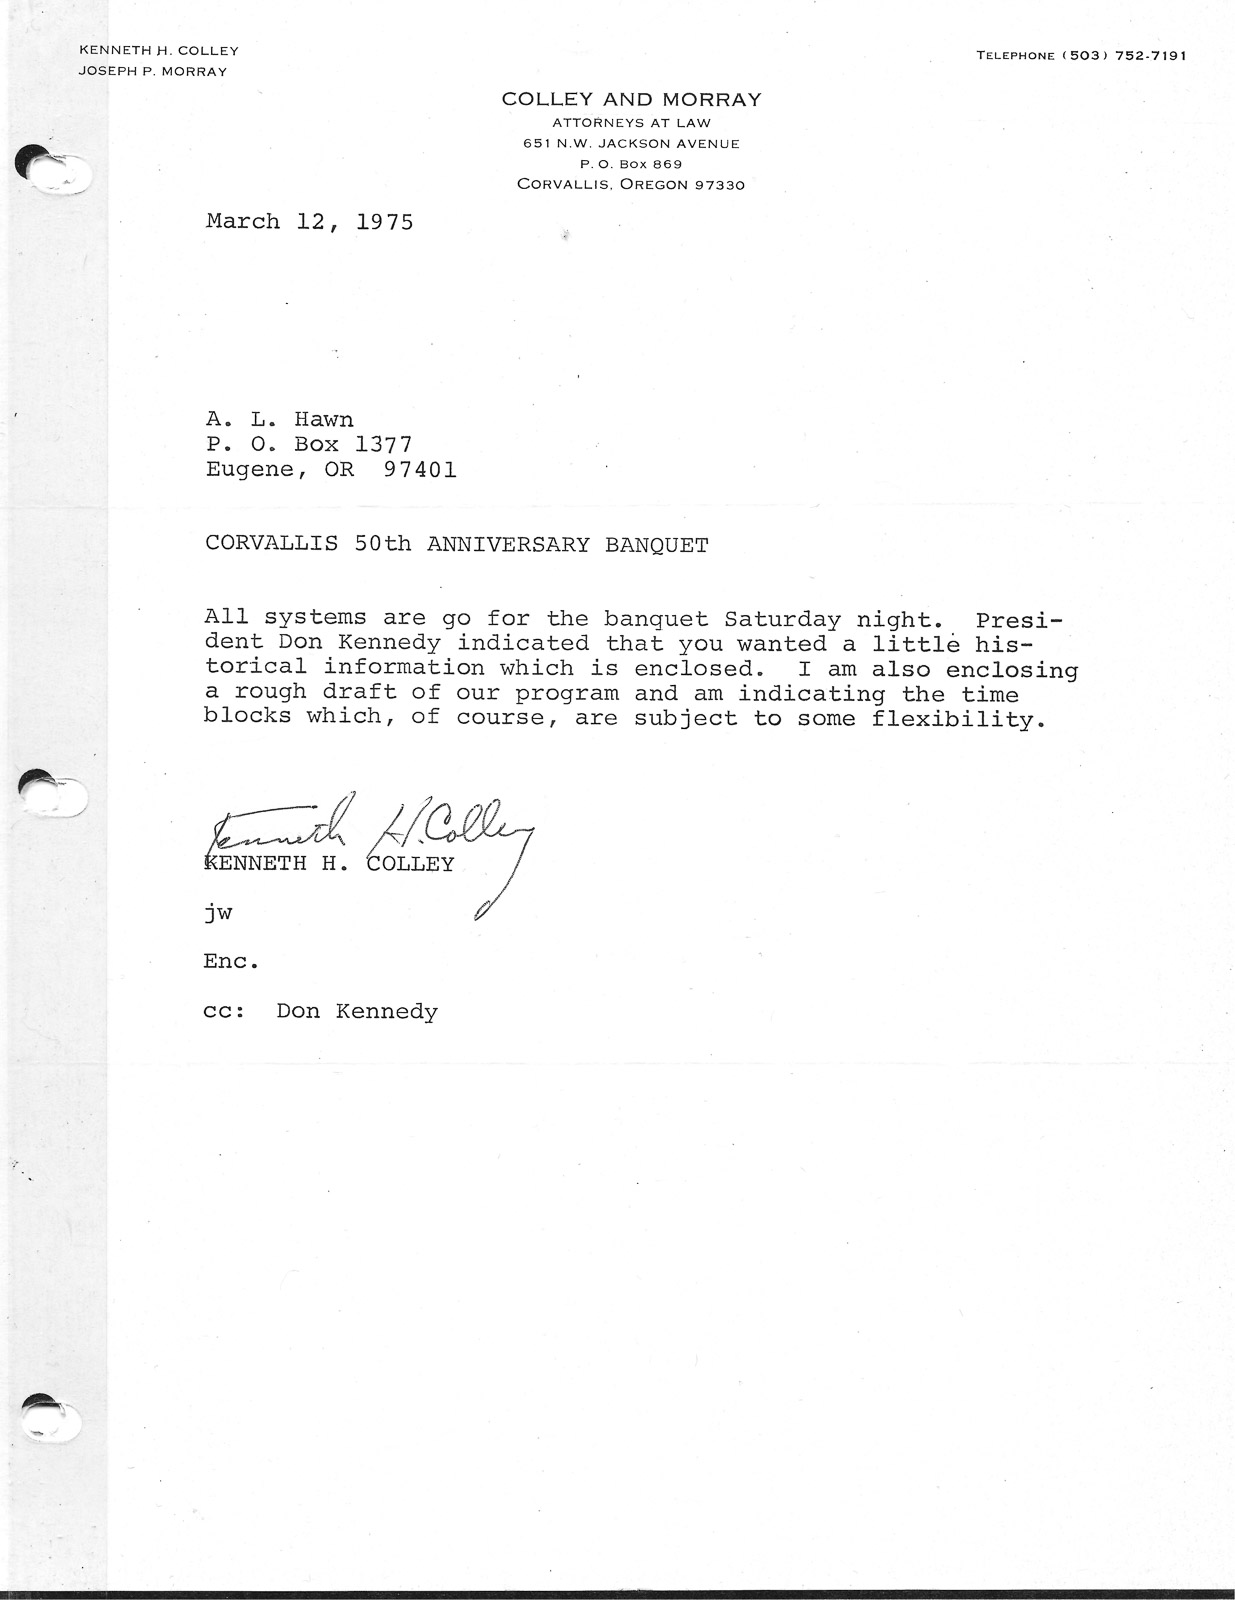 KENNETH H. COLLEY
JOSEPH P. MORRAY
TELEPHONE (503) 752-7191
COLLEY AND MORRAY
ATTORNEYS AT LAW
651 N.W. JACKSON AVENUE
P. O. Box 869
CORVALLIS, OREGON 97330
March 12, 1975
A. L. Hawn
P. O. Box 1377
Eugene, OR  97401
CORVALLIS 50th ANNIVERSARY BANQUET
All systems are go for the banquet Saturday night.  Presi-
dent Don Kennedy indicated that you wanted a little his-
torical information which is enclosed.  I am also enclosing
a rough draft of our program and am indicating the time
blocks which, of course, are subject to some flexibility.
Kenneth H. Colley
KENNETH H. COLLEY
jw
Enc.
cc:  Don Kennedy